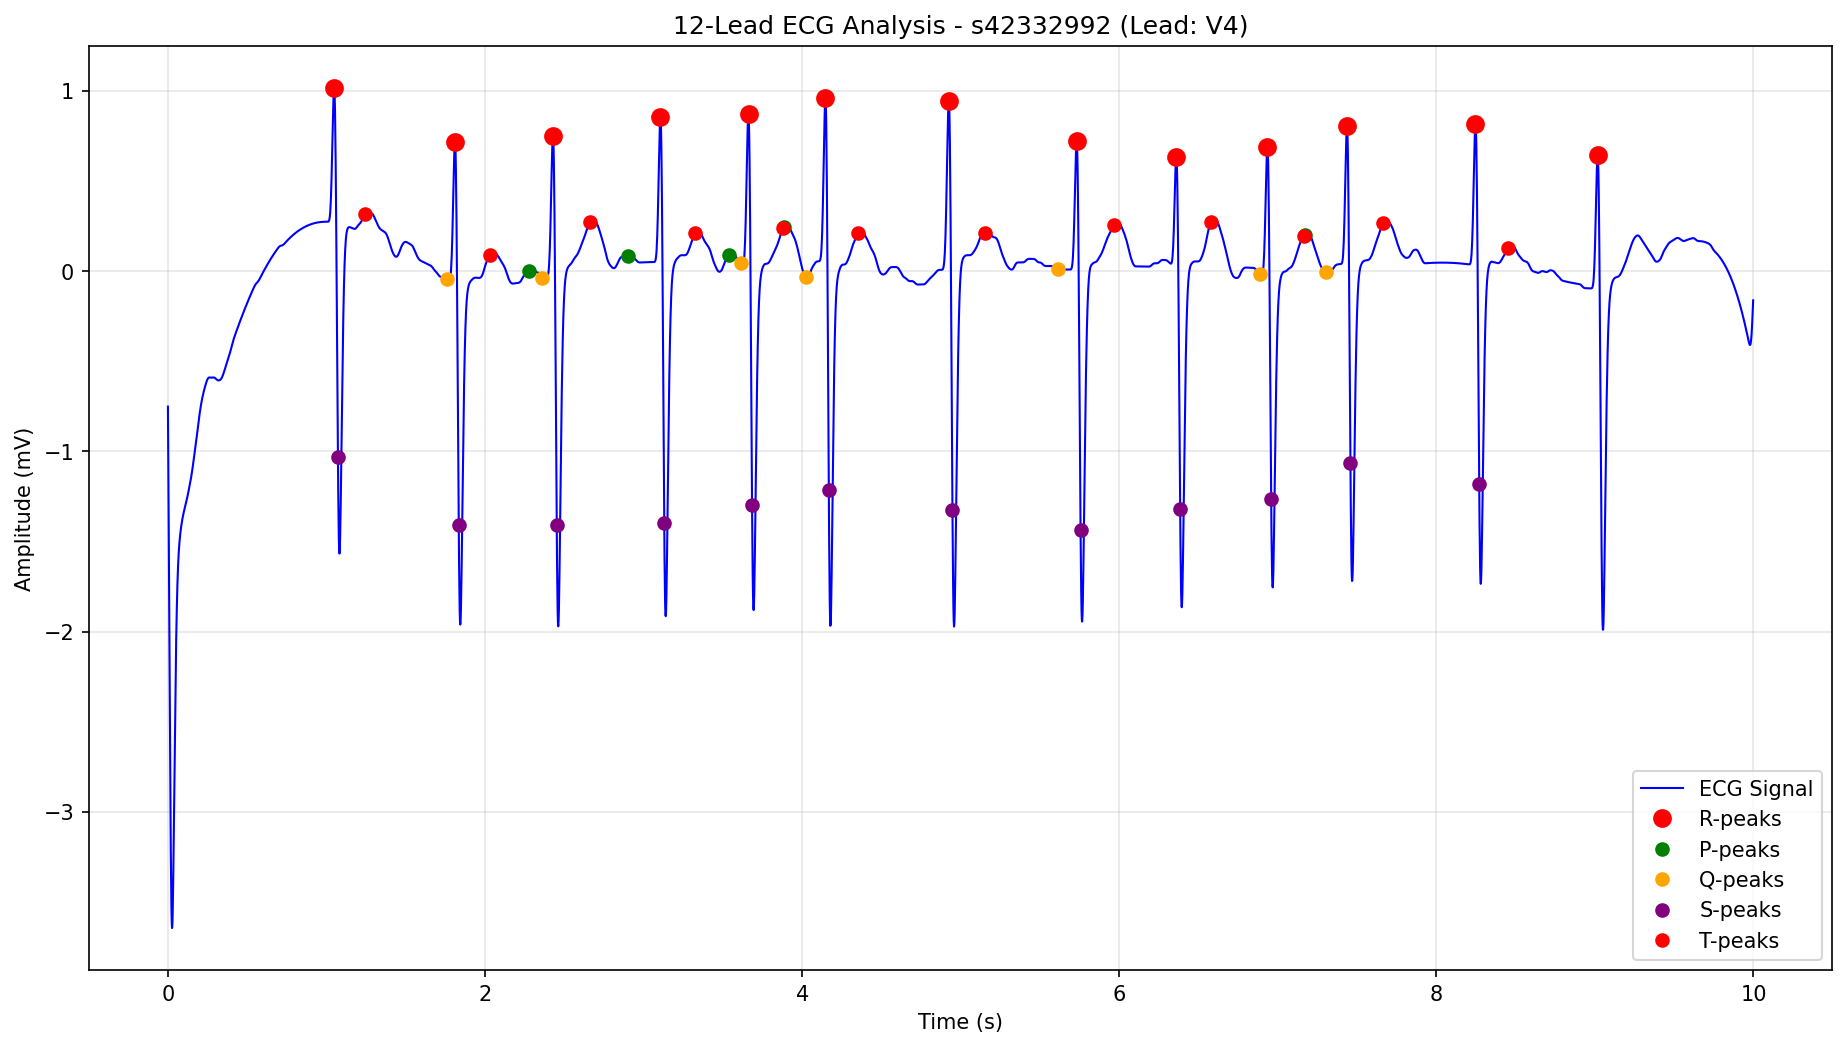 12-Lead ECG Analysis - s42332992 (Lead: V4)
1
0
−1
−2
−3
Amplitude (mV)
0 2 4 6 8 10
Time (s)
ECG Signal
R-peaks
P-peaks
Q-peaks
S-peaks
T-peaks